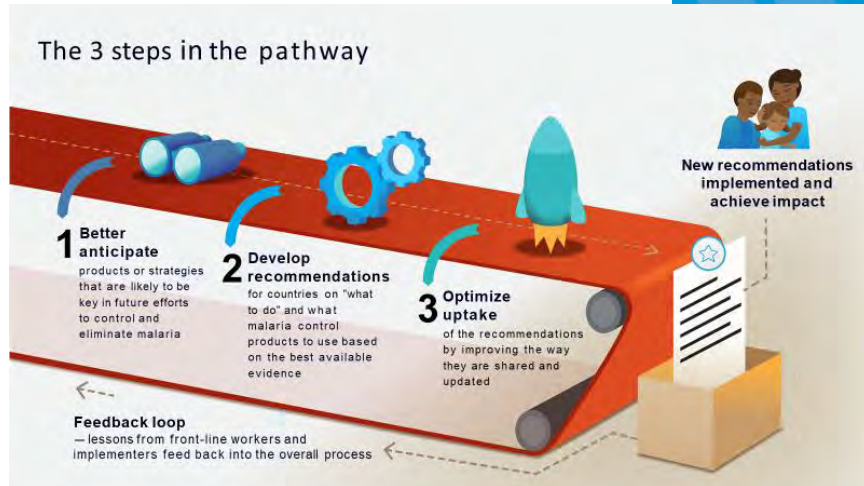 The 3 steps in the pathway
1
Better
anticipate
products or strategies
that are likely to be
key in future efforts
to control and
eliminate malaria
2
Develop
recommendations
for countries on "what
to do" and what
malaria control
products to use based
on the best available
evidence
3
Optimize
uptake
of the recommendations
by improving the way
they are shared and
updated
New recommendations
implemented and
achieve impact
Feedback loop
— lessons from front-line workers and
implementers feed back into the overall process